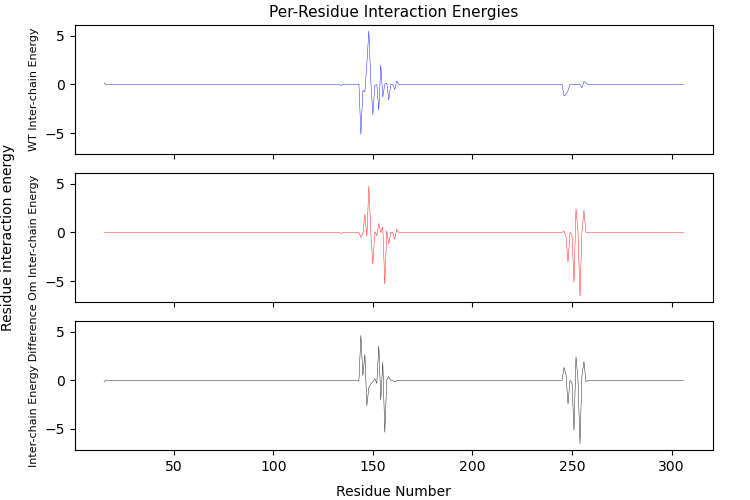 Per-Residue Interaction Energies
Residue interaction energy
WT Inter-chain Energy
5
0
−5
Om Inter-chain Energy
5
0
−5
Inter-chain Energy Difference
5
0
−5
50 100 150 200 250 300
Residue Number